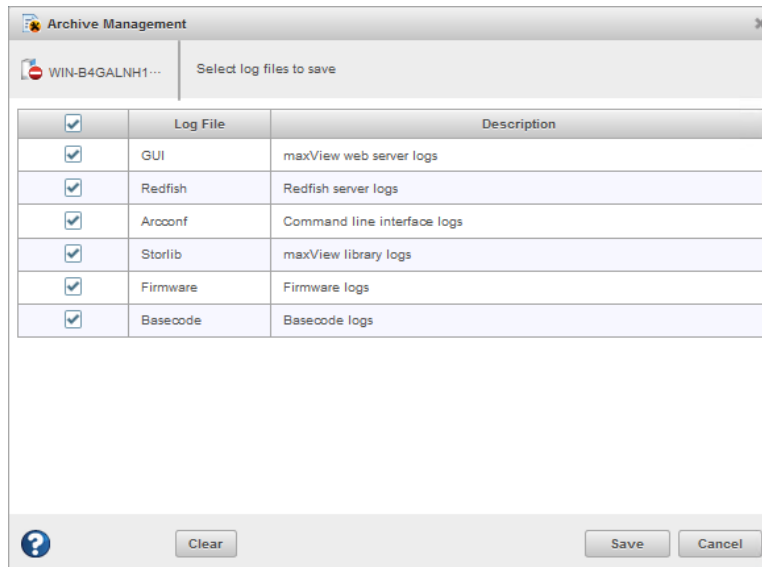 Archive Management
WIN-B4GALNH1...
Select log files to save
Log File Description
GUI maxView web server logs
Redfish Redfish server logs
Arcconf Command line interface logs
Storlib maxView library logs
Firmware Firmware logs
Basecode Basecode logs
? Clear Save Cancel